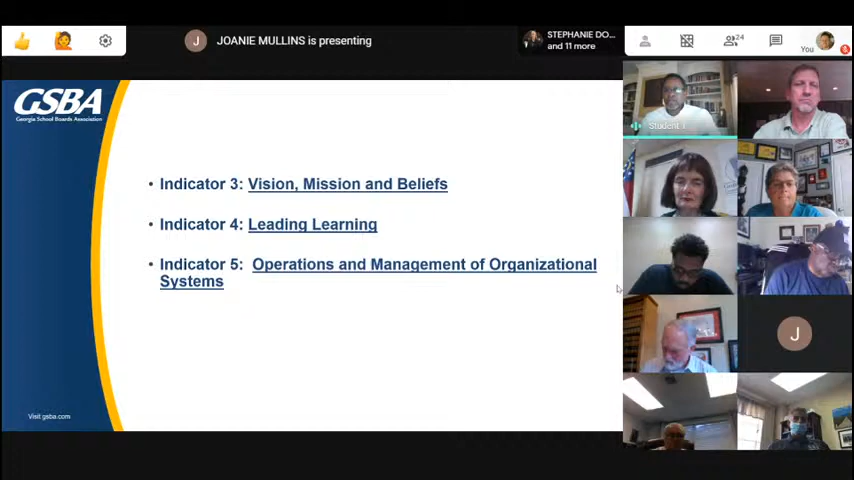 JOANIE MULLINS is presenting
STEPHANIE DO...
and 11 more
24
You
J
GSBA
Georgia School Boards Association
• Indicator 3: Vision, Mission and Beliefs
• Indicator 4: Leading Learning
• Indicator 5: Operations and Management of Organizational
Systems
Visit gsba.com
Student 1
J